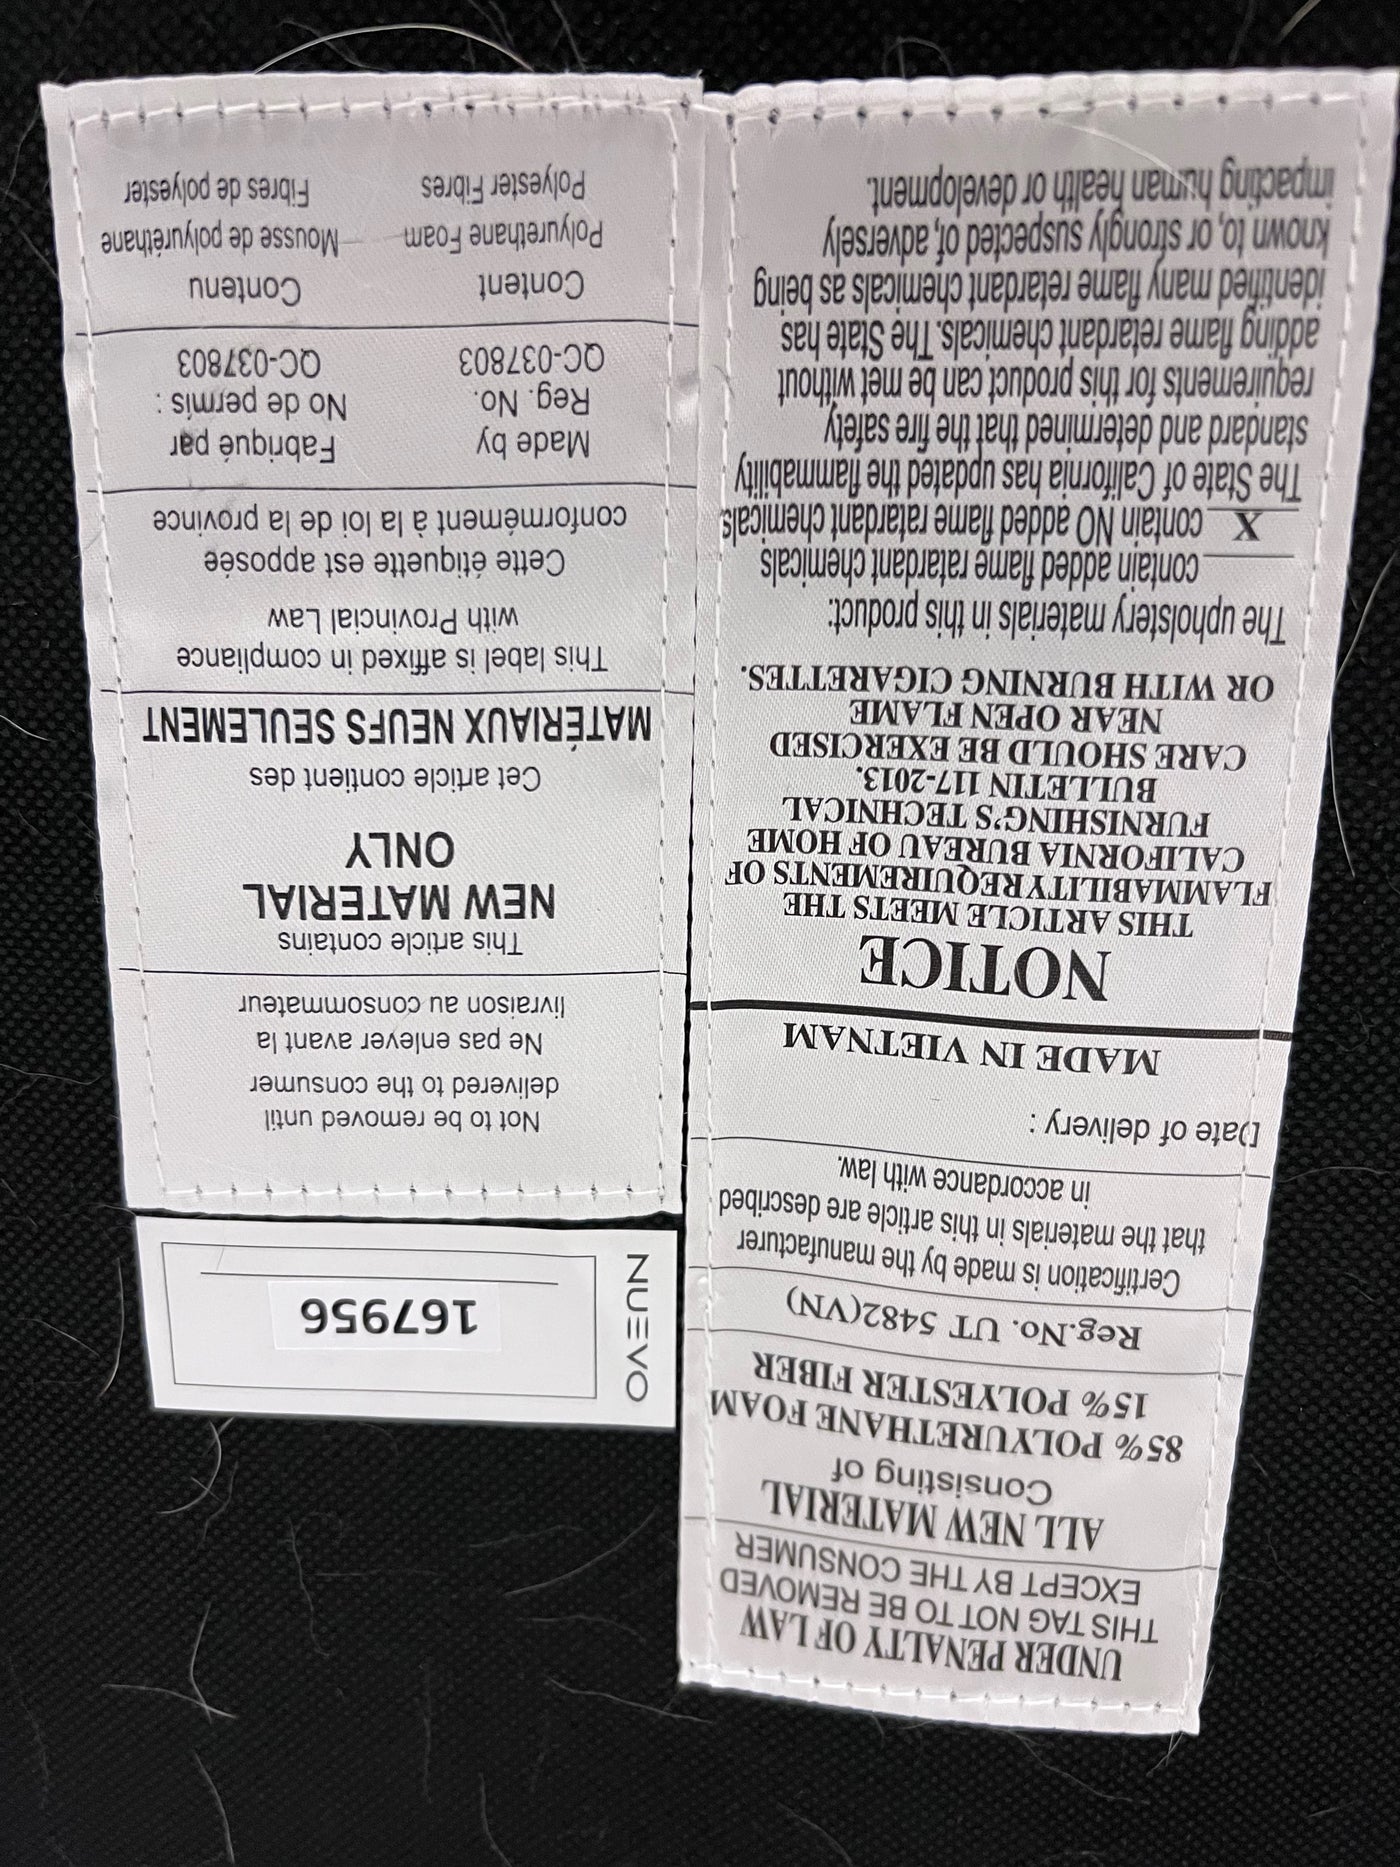 UNDER PENALTY OF LAW
THIS TAG NOT TO BE REMOVED
EXCEPT BY THE CONSUMER
ALL NEW MATERIAL
Consisting of
85% POLYURETHANE FOAM
15% POLYESTER FIBER
Reg.No. UT 5482(VN)
Certification is made by the manufacturer
that the materials in this article are described
in accordance with law.
Date of delivery :
MADE IN VIETNAM
NOTICE
THIS ARTICLE MEETS THE
FLAMMABILITY REQUIREMENTS OF
CALIFORNIA BUREAU OF HOME
FURNISHING'S TECHNICAL
BULLETIN 117-2013.
CARE SHOULD BE EXERCISED
NEAR OPEN FLAME
OR WITH BURNING CIGARETTES.
The upholstery materials in this product:
contain added flame ratardant chemicals
X contain NO added flame ratardant chemicals
The State of California has updated the flammability
standard and determined that the fire safety
requirements for this product can be met without
adding flame retardant chemicals. The State has
identified many flame retardant chemicals as being
known to, or strongly suspected of, adversely
impacting human health or development.
NUEVO
167956
Not to be removed until
delivered to the consumer
Ne pas enlever avant la
livraison au consommateur
This article contains
NEW MATERIAL
ONLY
Cet article contient des
MATÉRIAUX NEUFS SEULEMENT
This label is affixed in compliance
with Provincial Law
Cette étiquette est apposée
conformément à la loi de la province
Made by Fabriqué par
Reg. No. No de permis :
QC-037803 QC-037803
Content Contenu
Polyurethane Foam Mousse de polyuréthane
Polyester Fibres Fibres de polyester